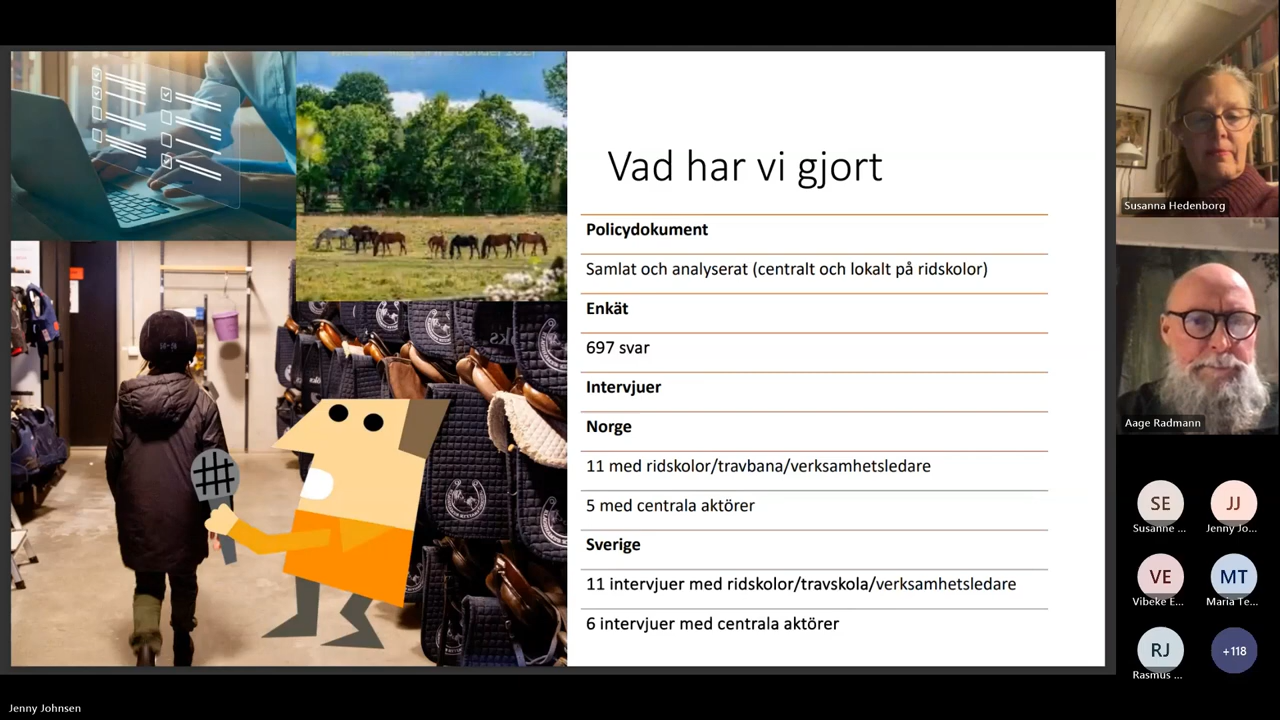 Vad har vi gjort
Policydokument
Samlat och analyserat (centralt och lokalt på ridskolor)
Enkät
697 svar
Intervjuer
Norge
11 med ridskolor/travbana/verksamhetsledare
5 med centrala aktörer
Sverige
11 intervjuer med ridskolor/travskola/verksamhetsledare
6 intervjuer med centrala aktörer
Susanna Hedenborg
Aage Radmann
SE
JJ
Susanne ...
Jenny Jo...
VE
MT
Vibeke E...
Maria Te...
RJ
+118
Rasmus ...
Jenny Johnsen